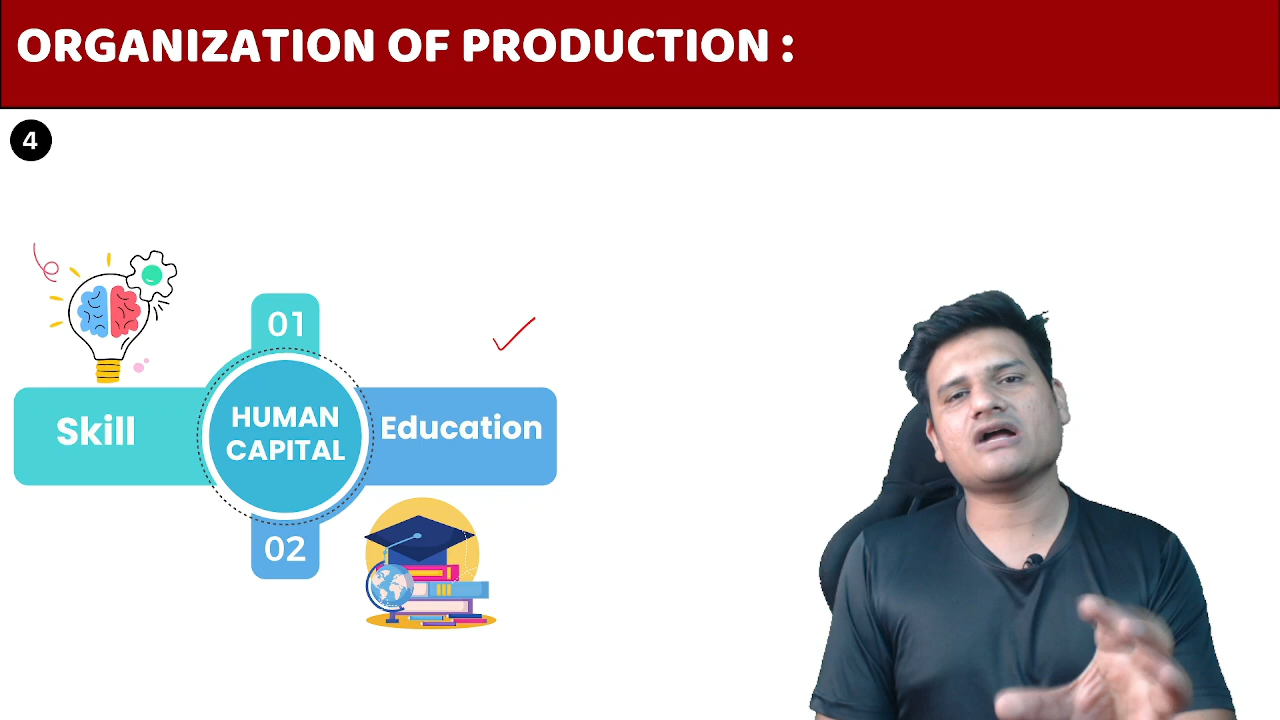 ORGANIZATION OF PRODUCTION :
4
01
Skill
HUMAN
CAPITAL
Education
02